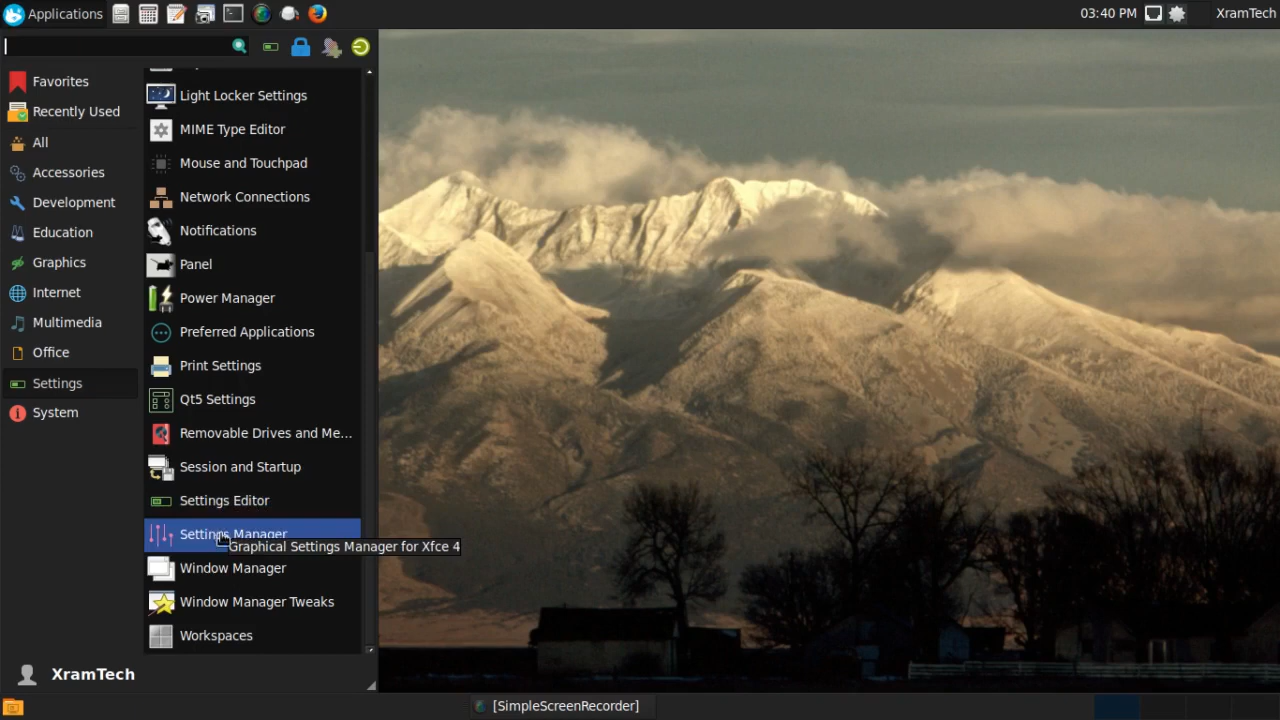 Applications
03:40 PM
XramTech
Favorites
Recently Used
All
Accessories
Development
Education
Graphics
Internet
Multimedia
Office
Settings
System
Light Locker Settings
MIME Type Editor
Mouse and Touchpad
Network Connections
Notifications
Panel
Power Manager
Preferred Applications
Print Settings
Qt5 Settings
Removable Drives and Me...
Session and Startup
Settings Editor
Settings Manager
Graphical Settings Manager for Xfce 4
Window Manager
Window Manager Tweaks
Workspaces
XramTech
[SimpleScreenRecorder]